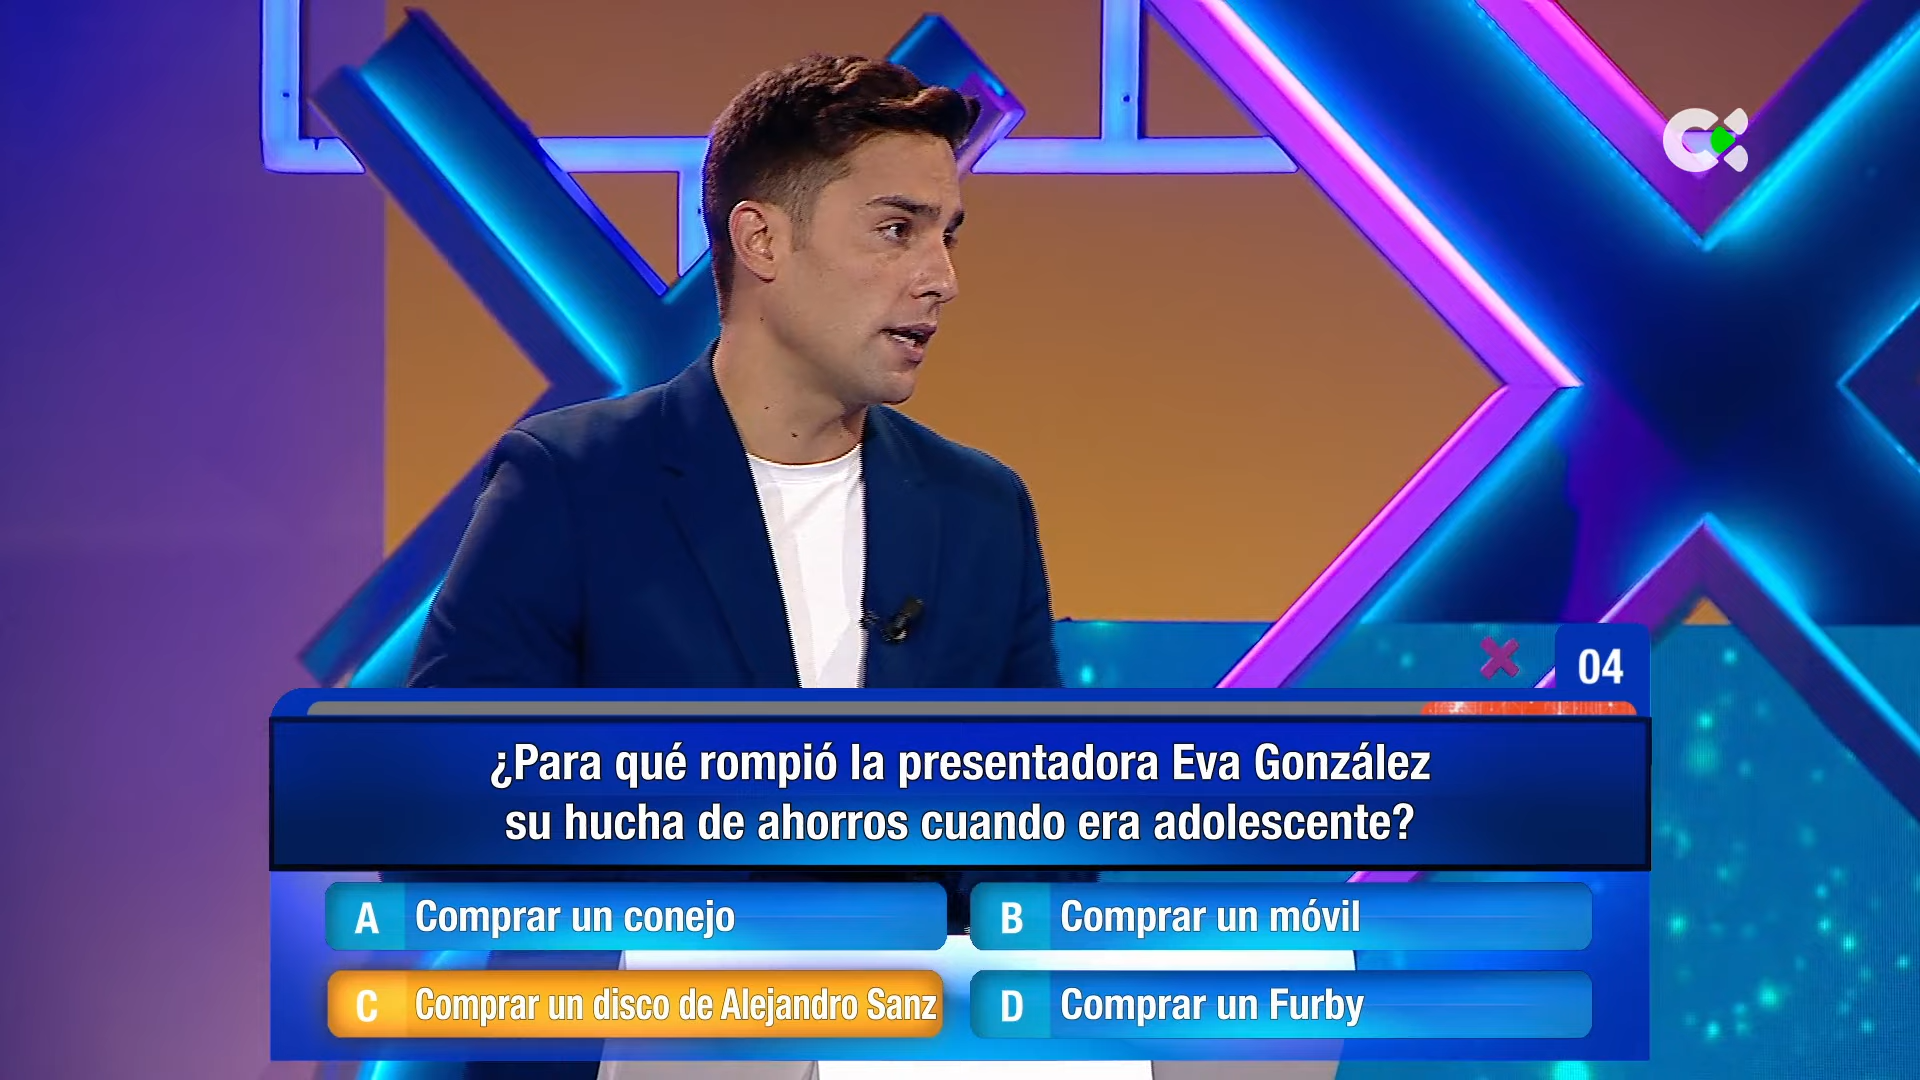 04
¿Para qué rompió la presentadora Eva González
su hucha de ahorros cuando era adolescente?
A Comprar un conejo
B Comprar un móvil
C Comprar un disco de Alejandro Sanz
D Comprar un Furby